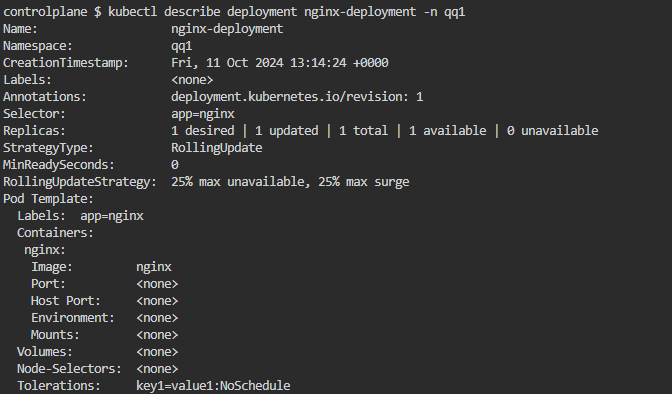 controlplane $ kubectl describe deployment nginx-deployment -n qq1
Name:                   nginx-deployment
Namespace:              qq1
CreationTimestamp:      Fri, 11 Oct 2024 13:14:24 +0000
Labels:                 <none>
Annotations:            deployment.kubernetes.io/revision: 1
Selector:               app=nginx
Replicas:               1 desired | 1 updated | 1 total | 1 available | 0 unavailable
StrategyType:           RollingUpdate
MinReadySeconds:        0
RollingUpdateStrategy:  25% max unavailable, 25% max surge
Pod Template:
  Labels:  app=nginx
  Containers:
   nginx:
    Image:         nginx
    Port:          <none>
    Host Port:     <none>
    Environment:   <none>
    Mounts:        <none>
  Volumes:         <none>
  Node-Selectors:  <none>
  Tolerations:     key1=value1:NoSchedule